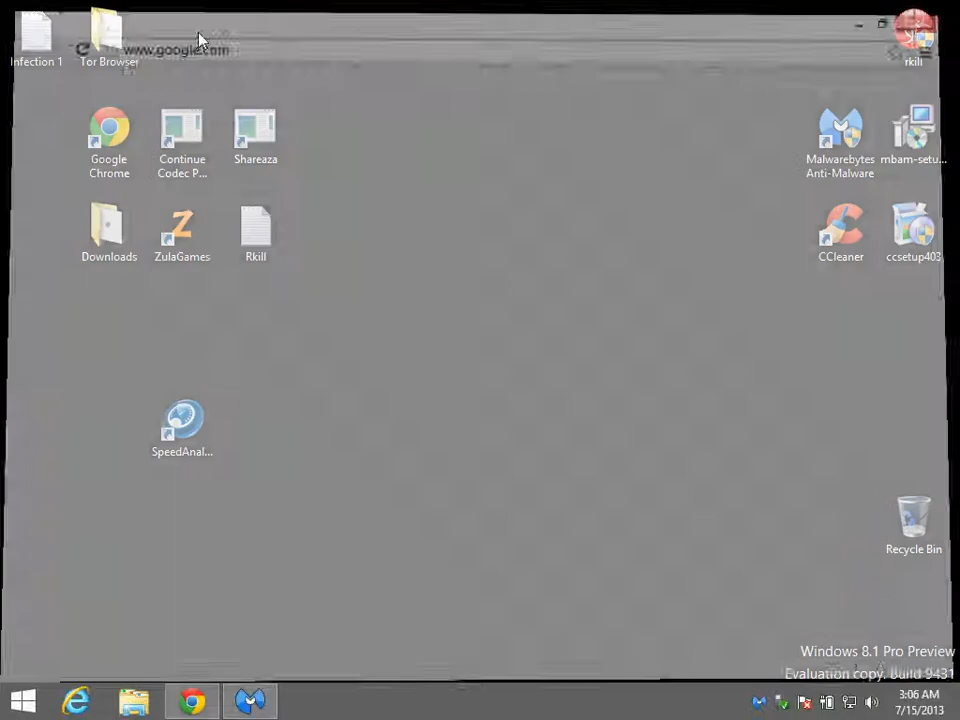 Infection 1
Tor Browser
www.google.com
rkill
Google
Chrome
Continue
Codec P...
Shareaza
Malwarebytes
Anti-Malware
mbam-setu...
Downloads
ZulaGames
Rkill
CCleaner
ccsetup403
SpeedAnal...
Recycle Bin
Windows 8.1 Pro Preview
Evaluation copy. Build 9431
3:06 AM
7/15/2013